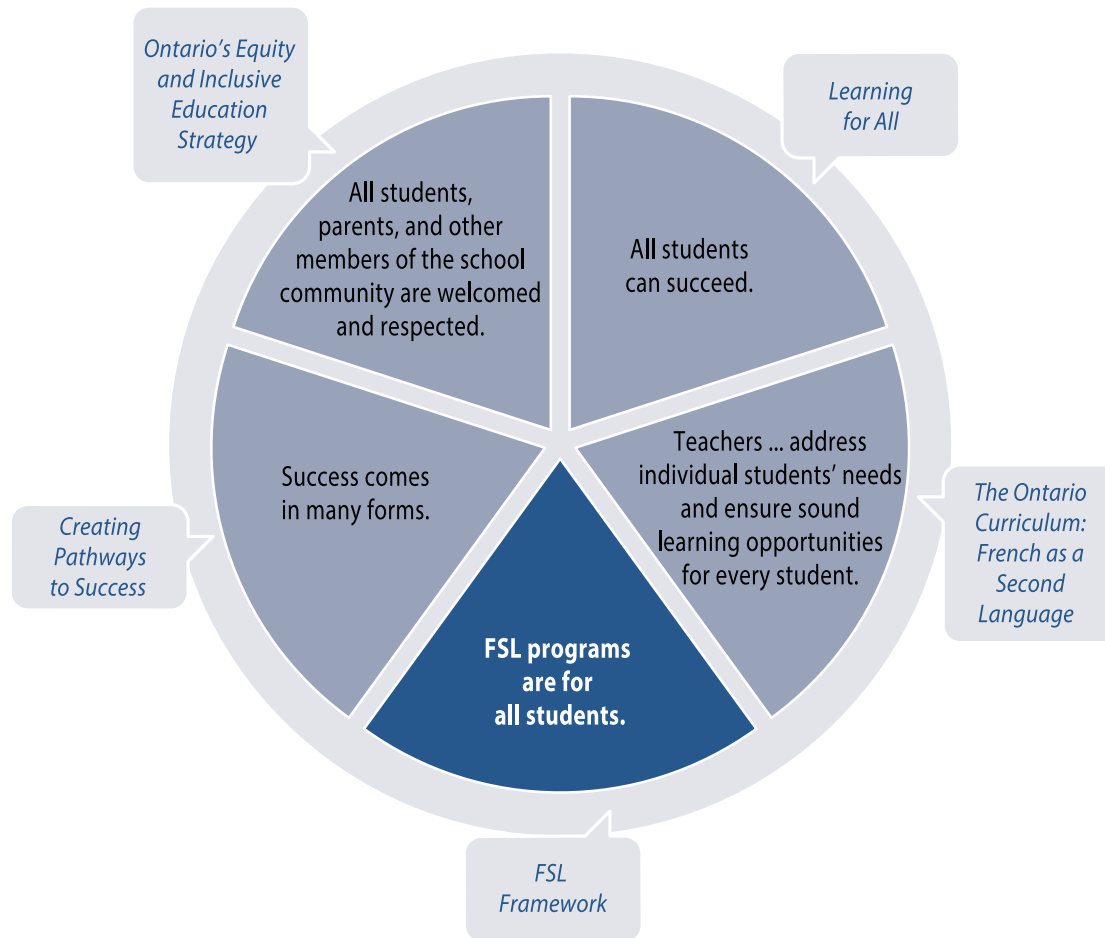 Ontario's Equity
and Inclusive
Education
Strategy
Learning
for All
All students,
parents, and other
members of the school
community are welcomed
and respected.
All students
can succeed.
Success comes
in many forms.
Teachers ... address
individual students' needs
and ensure sound
learning opportunities
for every student.
Creating
Pathways
to Success
The Ontario
Curriculum:
French as a
Second
Language
FSL programs
are for
all students.
FSL
Framework